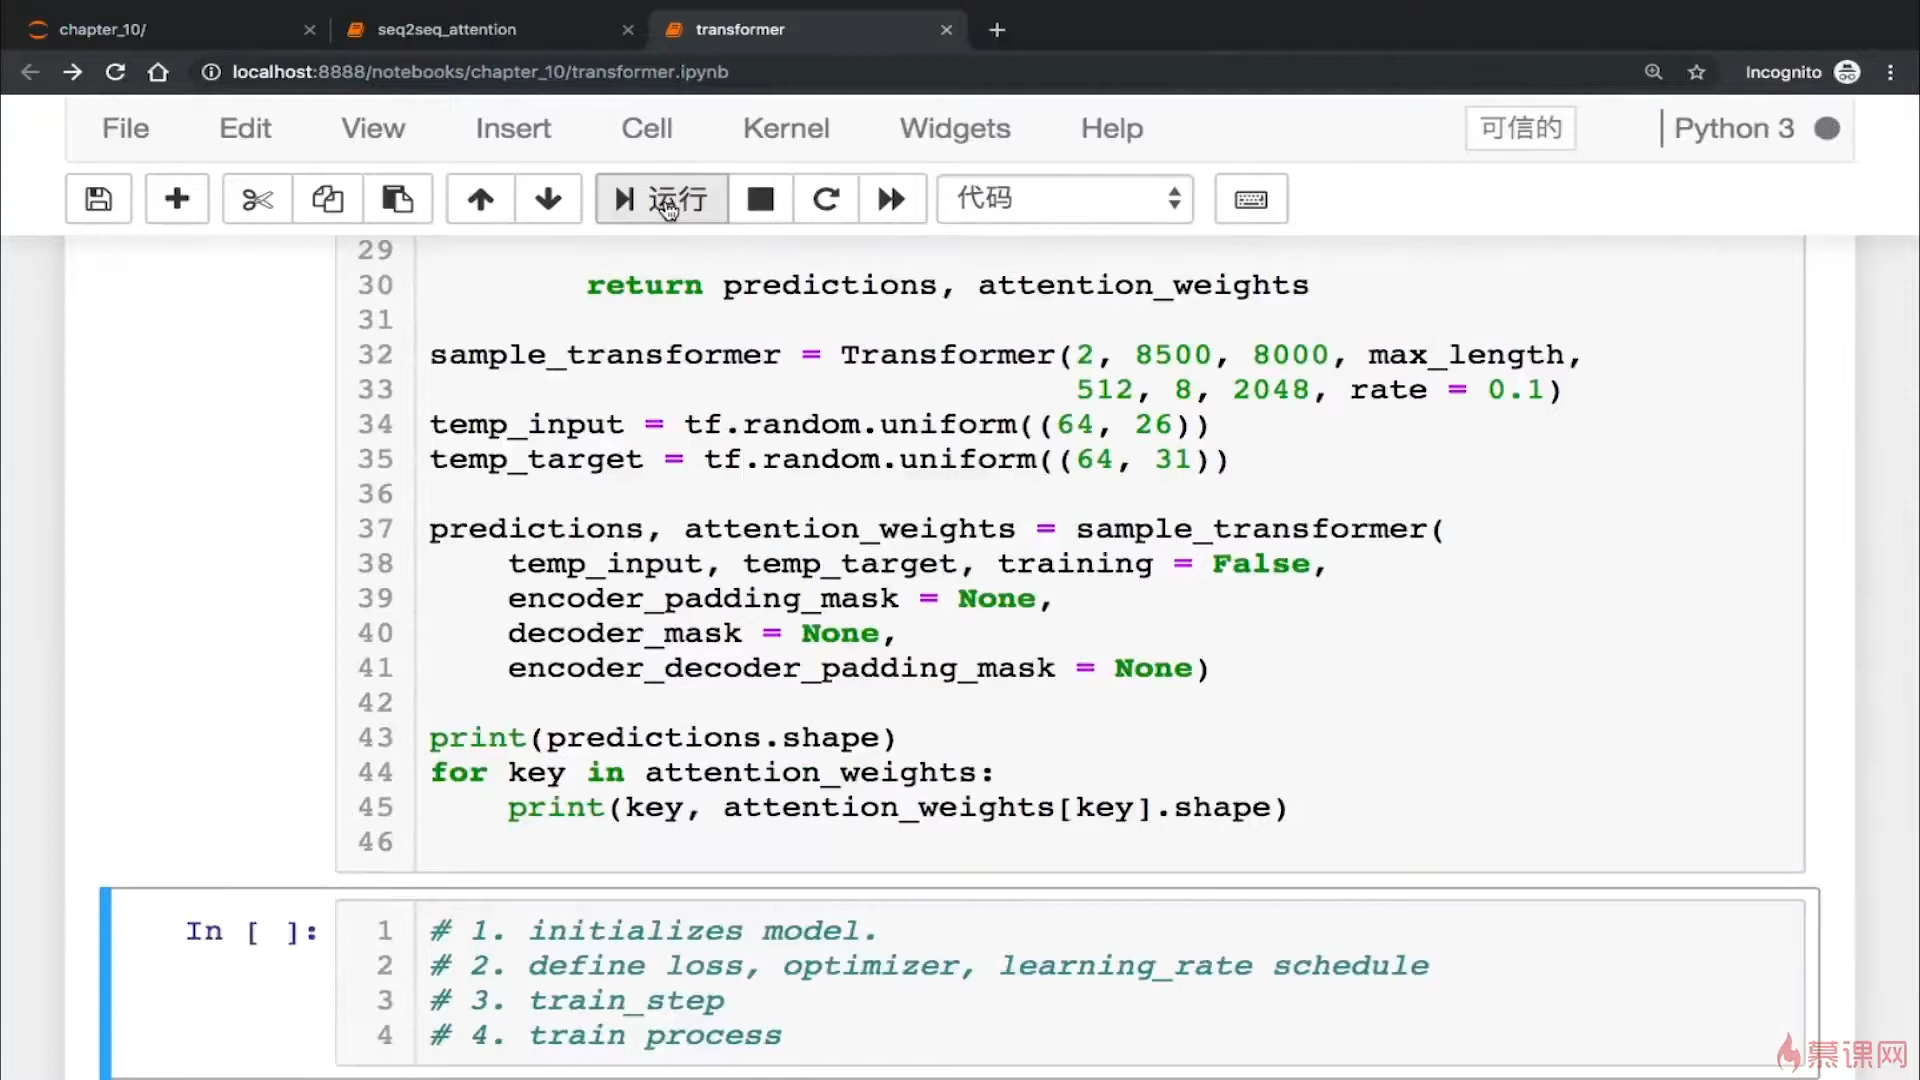 chapter_10/
seq2seq_attention
transformer
localhost:8888/notebooks/chapter_10/transformer.ipynb
Incognito
File Edit View Insert Cell Kernel Widgets Help 可信的 Python 3
运行 代码
29
30 return predictions, attention_weights
31
32 sample_transformer = Transformer(2, 8500, 8000, max_length,
33 512, 8, 2048, rate = 0.1)
34 temp_input = tf.random.uniform((64, 26))
35 temp_target = tf.random.uniform((64, 31))
36
37 predictions, attention_weights = sample_transformer(
38 temp_input, temp_target, training = False,
39 encoder_padding_mask = None,
40 decoder_mask = None,
41 encoder_decoder_padding_mask = None)
42
43 print(predictions.shape)
44 for key in attention_weights:
45 print(key, attention_weights[key].shape)
46
In [ ]: 1 # 1. initializes model.
2 # 2. define loss, optimizer, learning_rate schedule
3 # 3. train_step
4 # 4. train process
慕课网